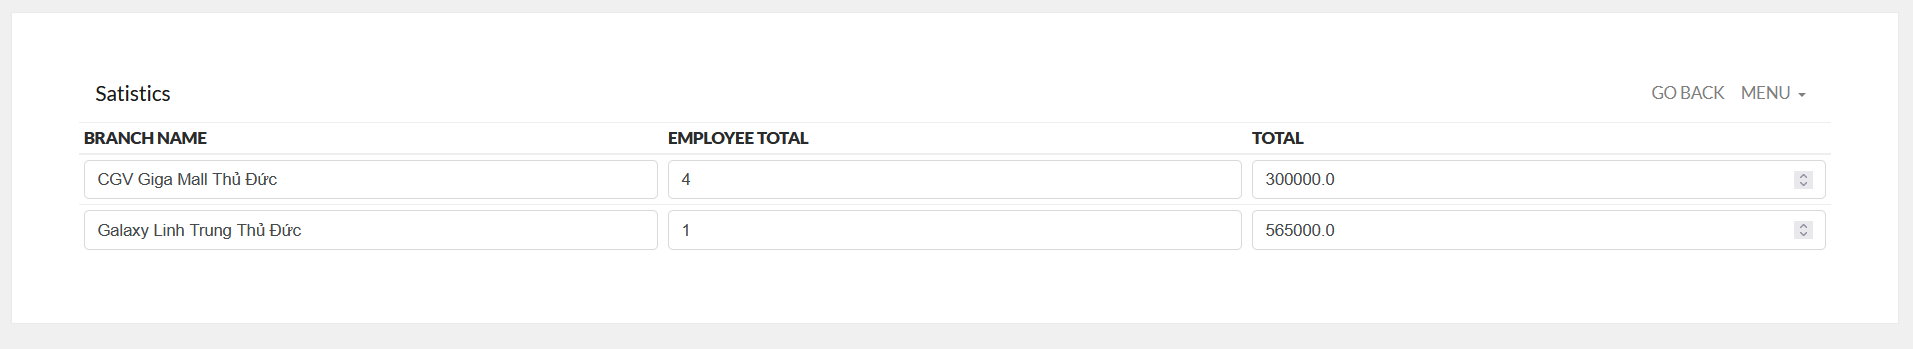 Satistics GO BACK MENU
BRANCH NAME EMPLOYEE TOTAL TOTAL
CGV Giga Mall Thủ Đức 4 300000.0
Galaxy Linh Trung Thủ Đức 1 565000.0